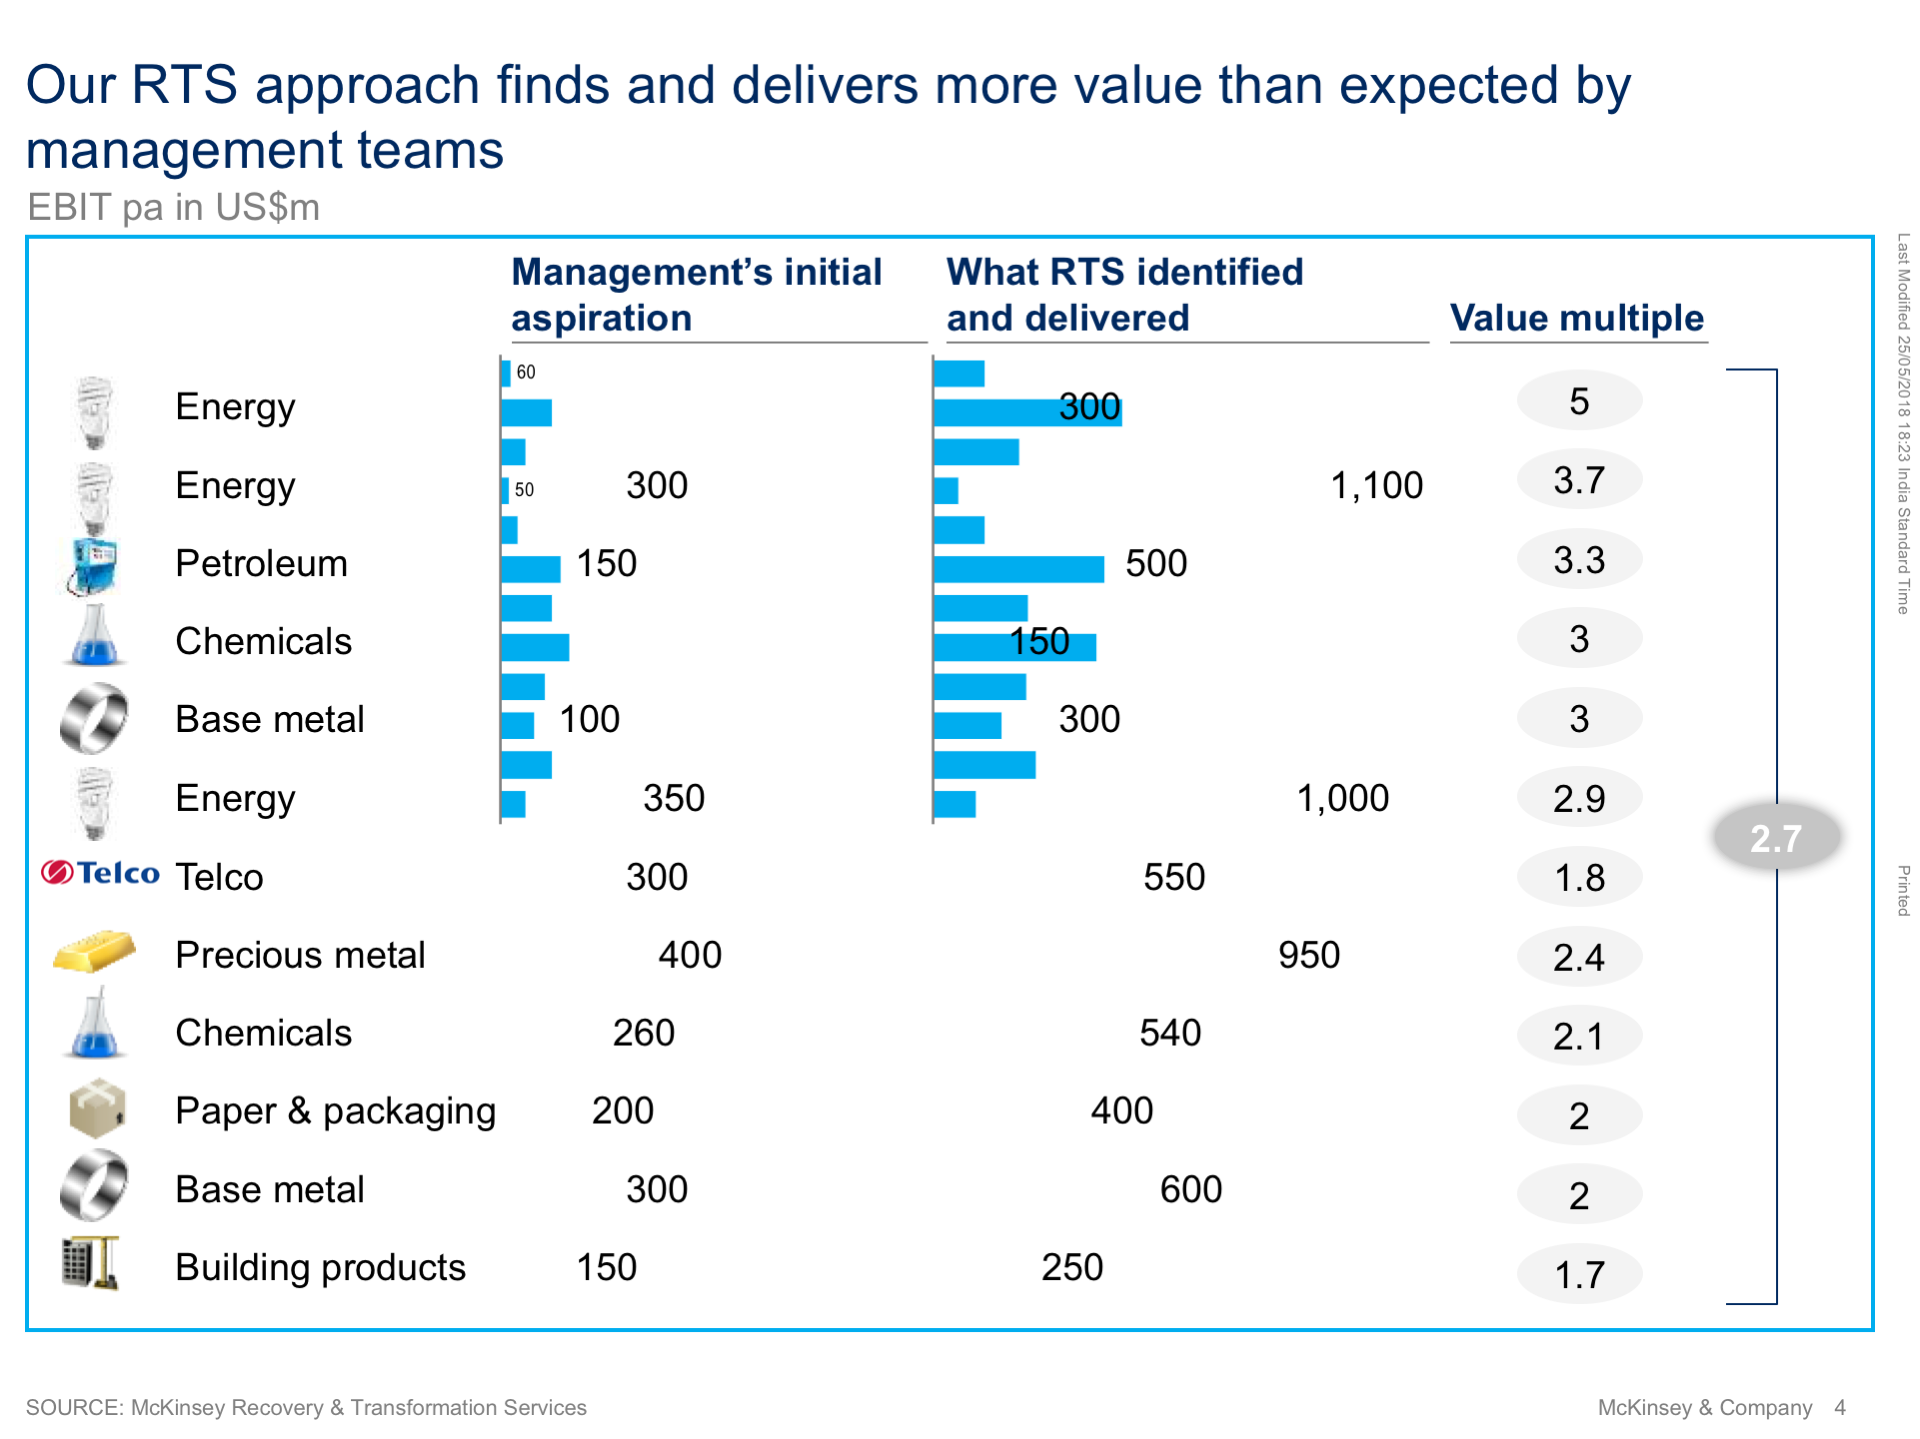 Our RTS approach finds and delivers more value than expected by
management teams
EBIT pa in US$m
Management’s initial
aspiration
What RTS identified
and delivered
Value multiple
60
Energy
300
5
Energy
50
300
1,100
3.7
Petroleum
150
500
3.3
Chemicals
150
3
Base metal
100
300
3
Energy
350
1,000
2.9
2.7
Telco
Telco
300
550
1.8
Precious metal
400
950
2.4
Chemicals
260
540
2.1
Paper & packaging
200
400
2
Base metal
300
600
2
Building products
150
250
1.7
Last Modified 25/05/2018 18:23 India Standard Time
Printed
SOURCE: McKinsey Recovery & Transformation Services
McKinsey & Company
4